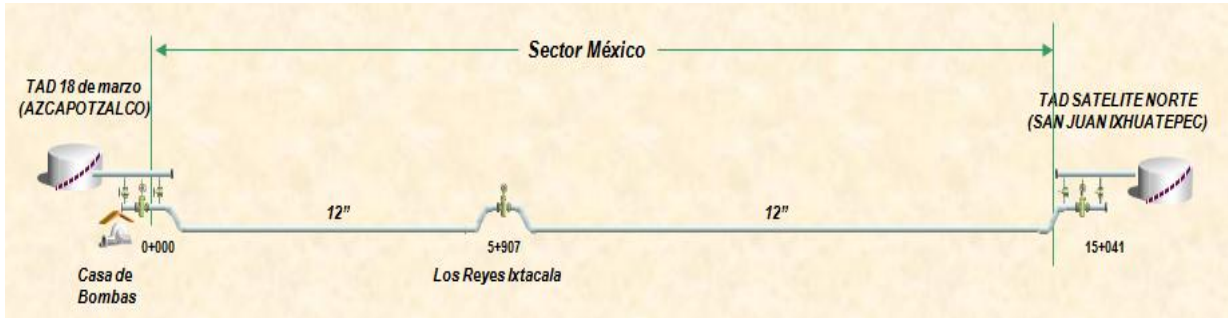 Sector México
TAD 18 de marzo
(AZCAPOTZALCO)
TAD SATELITE NORTE
(SAN JUAN IXHUATEPEC)
12”
12”
0+000
5+907
15+041
Casa de
Bombas
Los Reyes Ixtacala